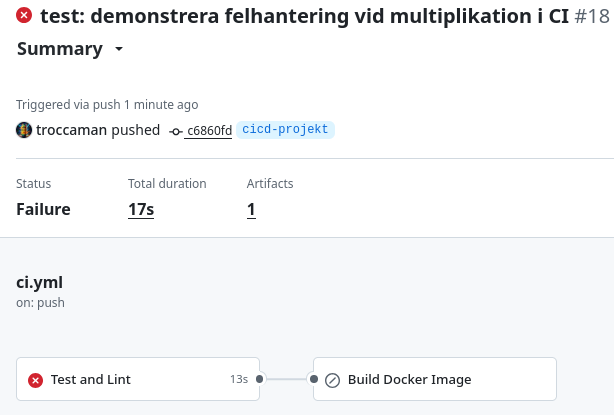 test: demonstrera felhantering vid multiplikation i CI #18
Summary
Triggered via push 1 minute ago
troccaman pushed c6860fd cicd-projekt
Status Total duration Artifacts
Failure 17s 1
ci.yml
on: push
Test and Lint 13s Build Docker Image